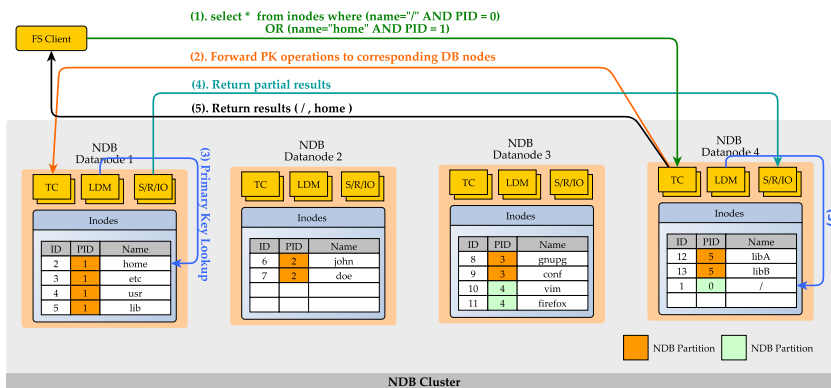 (1). select * from inodes where (name="/" AND PID = 0)
OR (name="home" AND PID = 1)
FS Client
(2). Forward PK operations to corresponding DB nodes
(4). Return partial results
(5). Return results ( / , home )
NDB
Datanode 1
NDB
Datanode 2
NDB
Datanode 3
NDB
Datanode 4
(3) Primary Key Lookup
TC LDM S/R/IO
Inodes
ID PID Name
2 1 home
3 1 etc
4 1 usr
5 1 lib
TC LDM S/R/IO
Inodes
ID PID Name
6 2 john
7 2 doe
TC LDM S/R/IO
Inodes
ID PID Name
8 3 gnupg
9 3 conf
10 4 vim
11 4 firefox
TC LDM S/R/IO
Inodes
ID PID Name
12 5 libA
13 5 libB
1 0 /
NDB Partition
NDB Partition
NDB Cluster